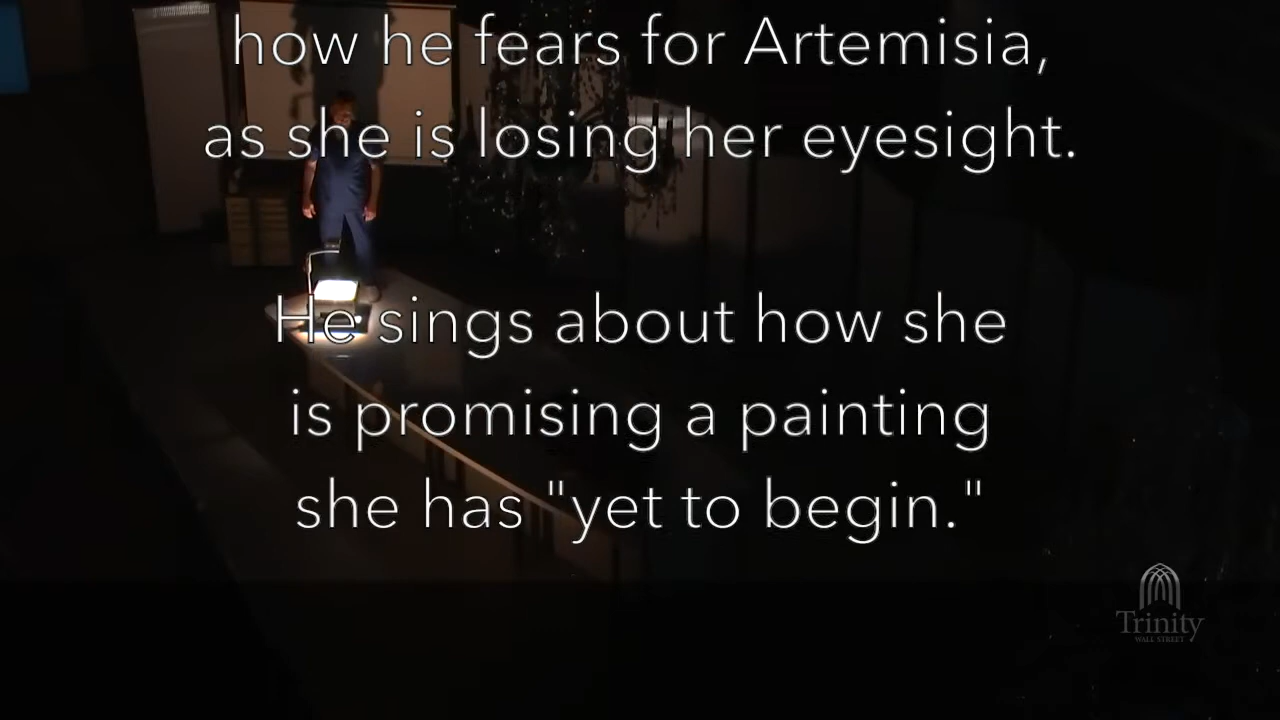 how he fears for Artemisia,
as she is losing her eyesight.
He sings about how she
is promising a painting
she has "yet to begin."
Trinity
WALL STREET